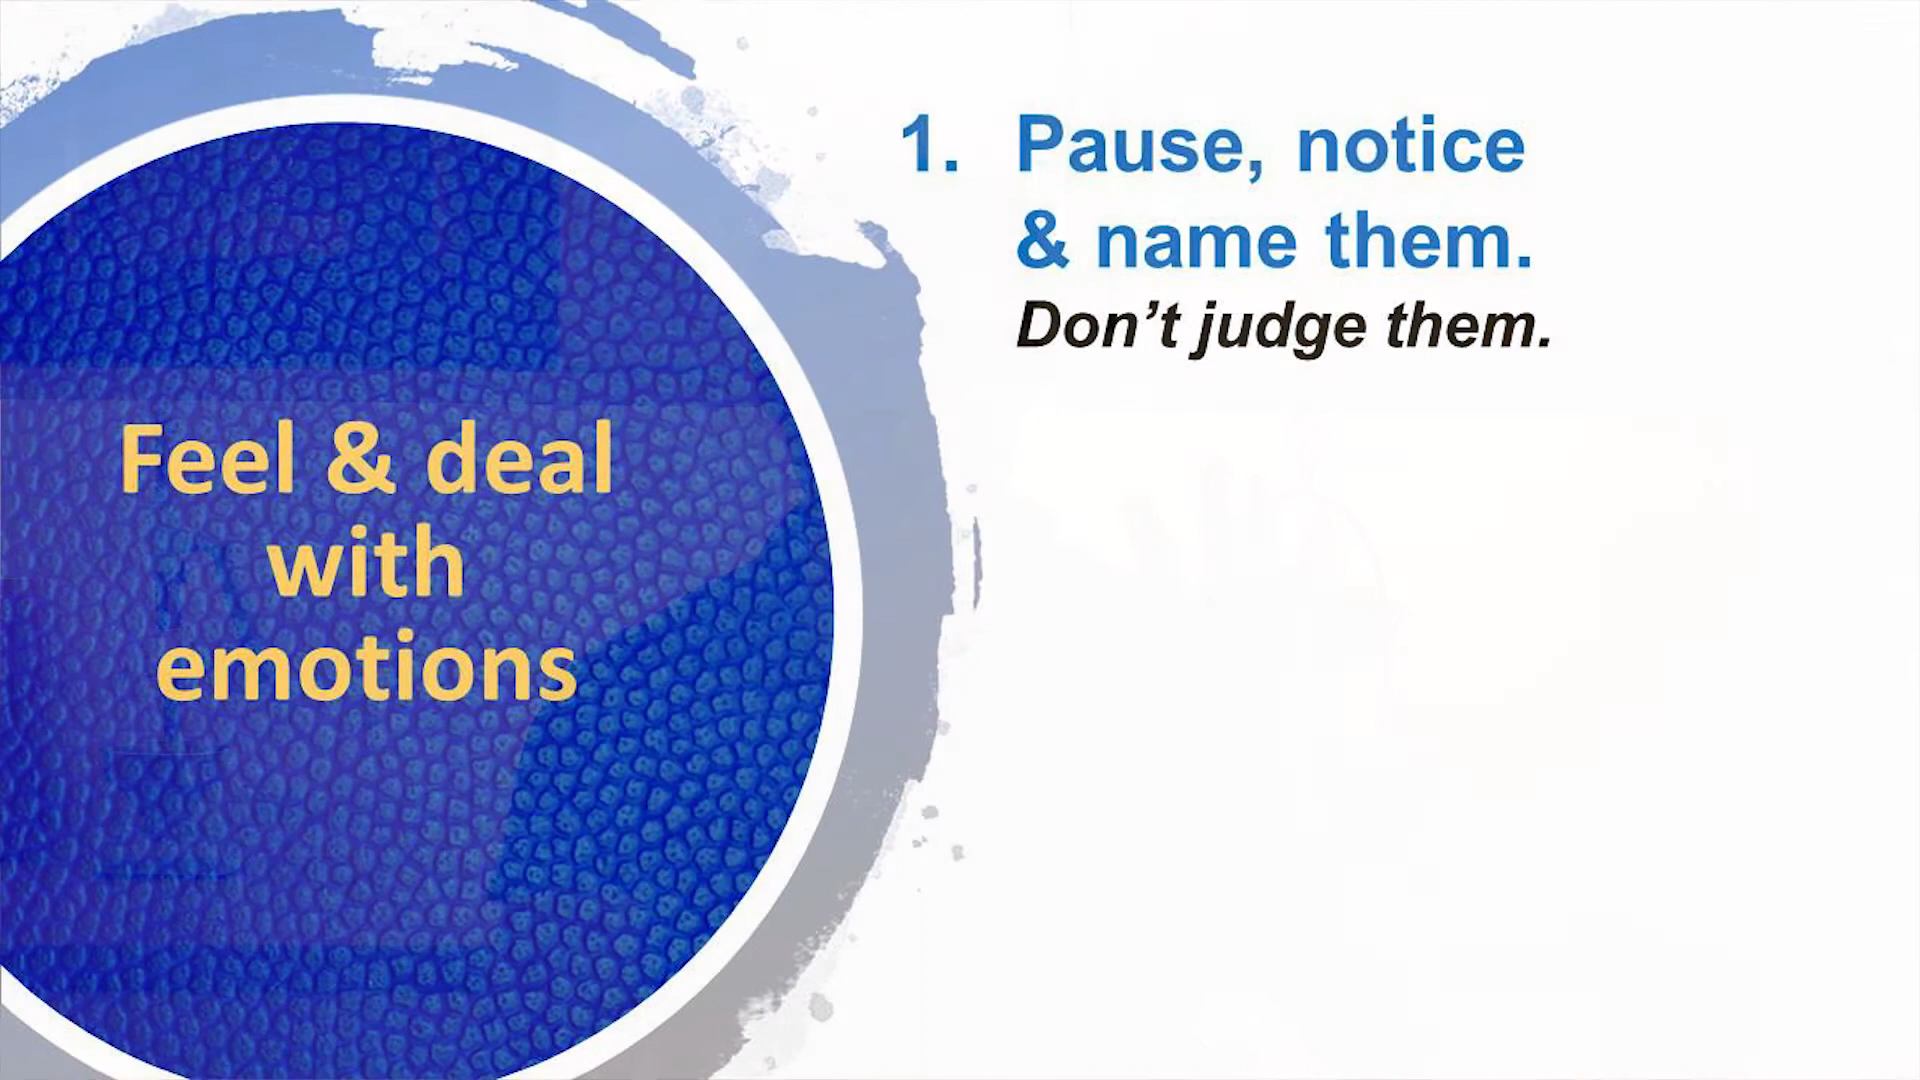 Feel & deal
with
emotions
1. Pause, notice
& name them.
Don’t judge them.